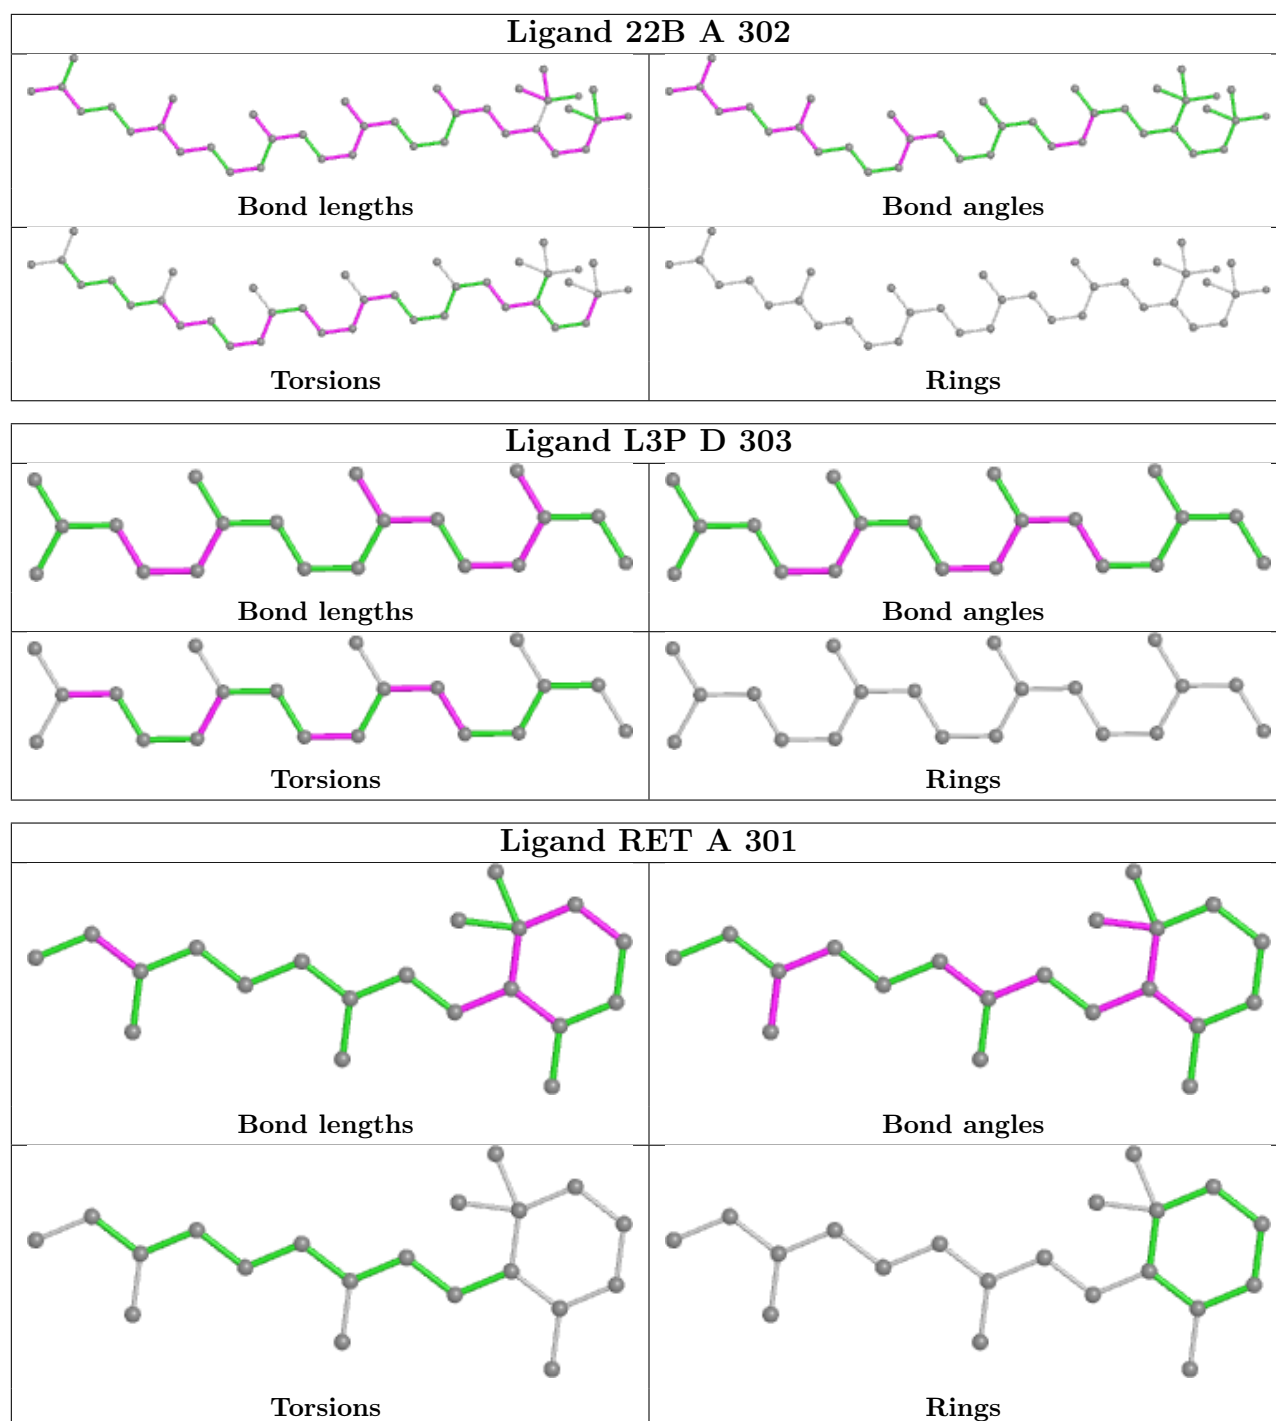 Ligand 22B A 302
Bond lengths
Bond angles
Torsions
Rings
Ligand L3P D 303
Bond lengths
Bond angles
Torsions
Rings
Ligand RET A 301
Bond lengths
Bond angles
Torsions
Rings